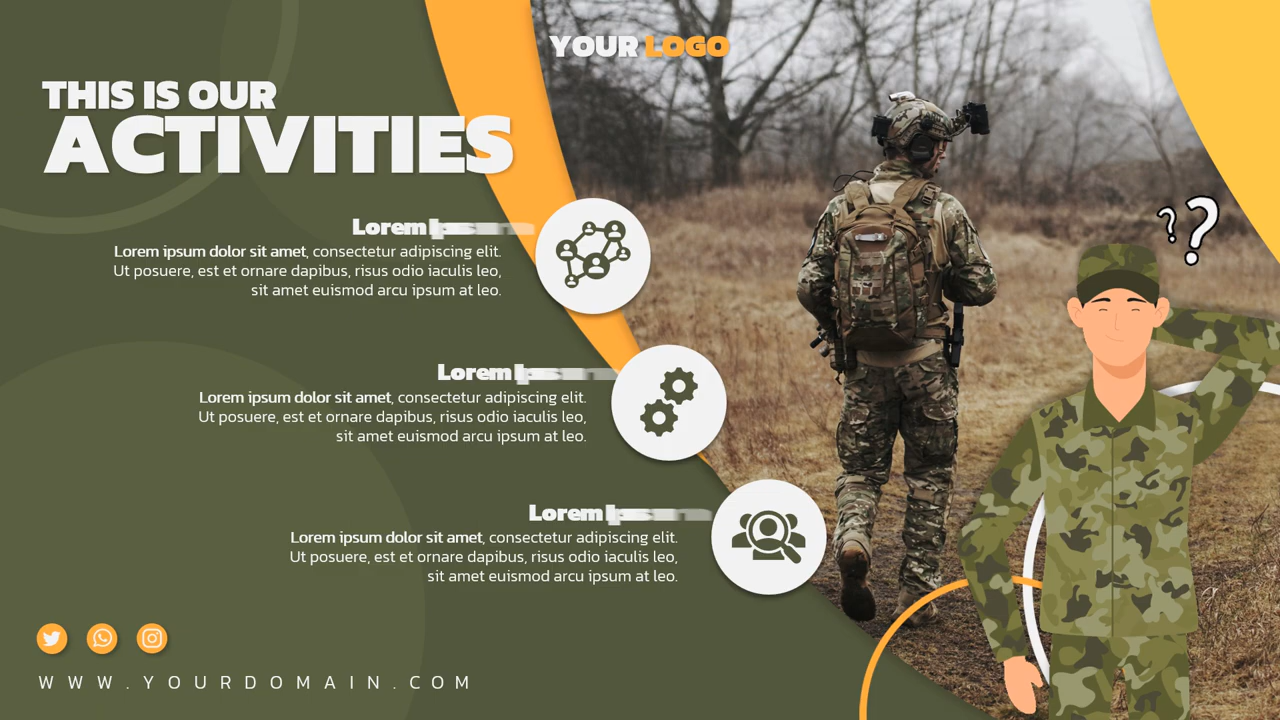 YOUR LOGO
THIS IS OUR
ACTIVITIES
Lorem
Lorem ipsum dolor sit amet, consectetur adipiscing elit.
Ut posuere, est et ornare dapibus, risus odio iaculis leo,
sit amet euismod arcu ipsum at leo.
Lorem
Lorem ipsum dolor sit amet, consectetur adipiscing elit.
Ut posuere, est et ornare dapibus, risus odio iaculis leo,
sit amet euismod arcu ipsum at leo.
Lorem
Lorem ipsum dolor sit amet, consectetur adipiscing elit.
Ut posuere, est et ornare dapibus, risus odio iaculis leo,
sit amet euismod arcu ipsum at leo.
??
WWW.YOURDOMAIN.COM